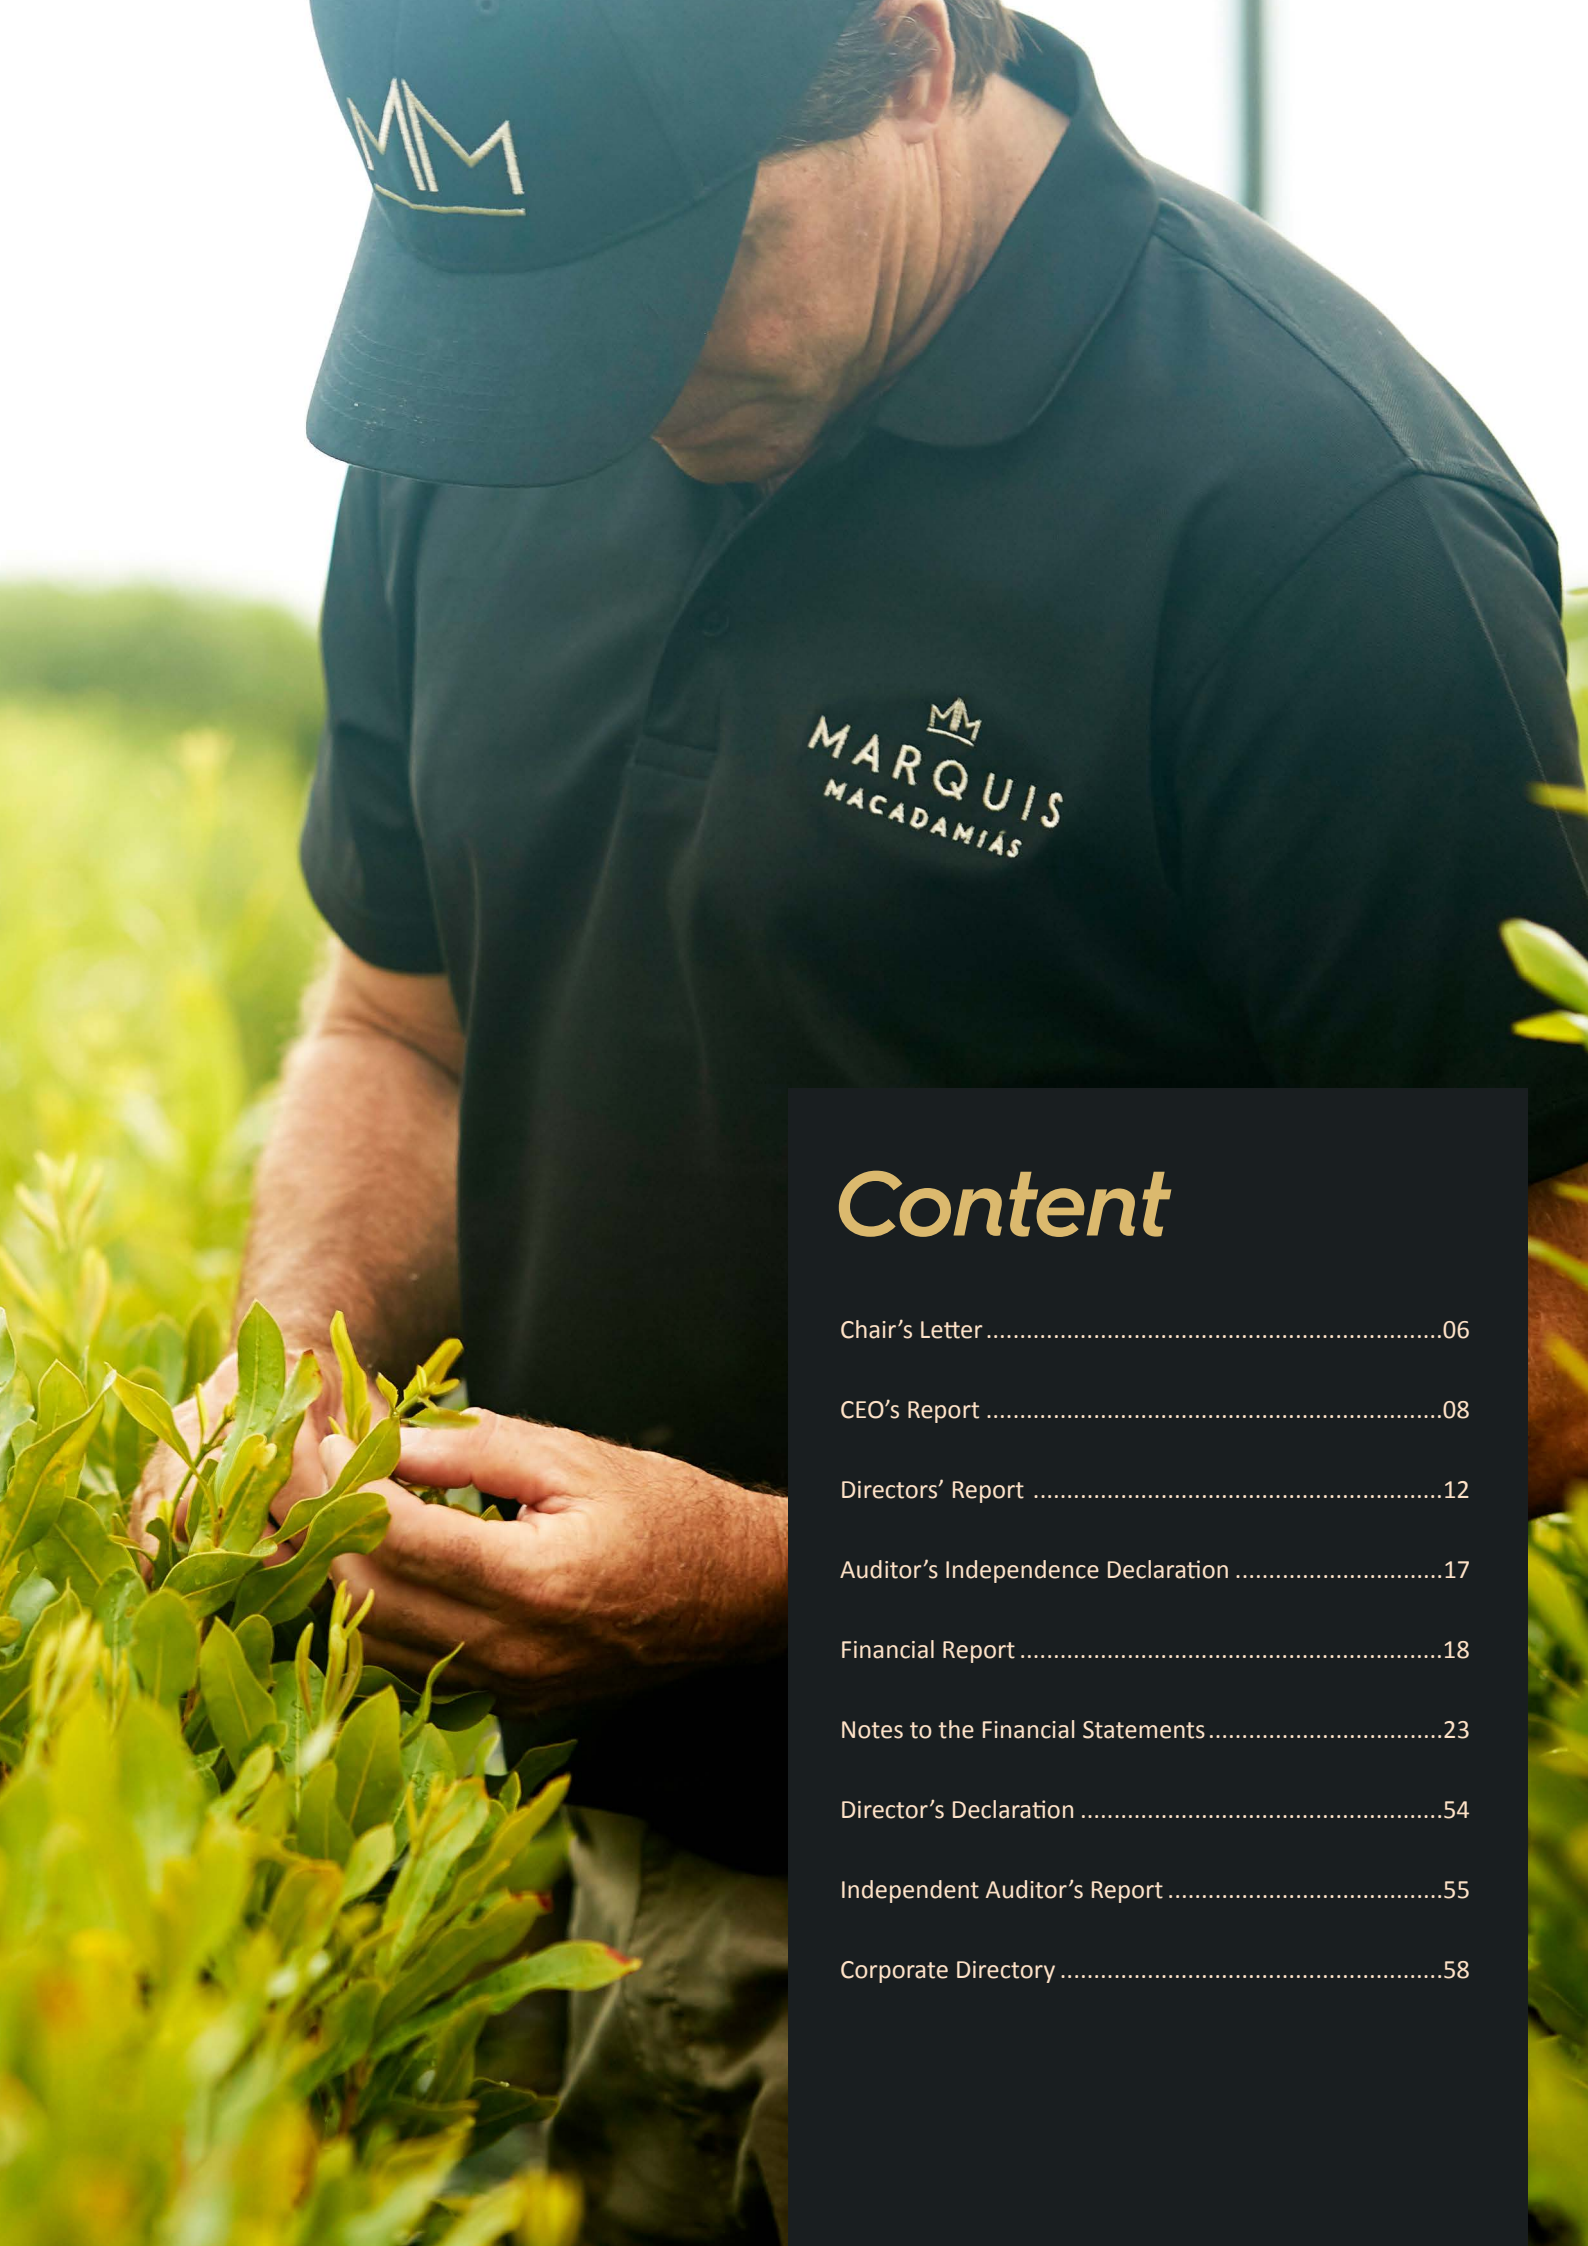 MM
MM
MARQUIS
MACADAMIÁS
Content
Chair’s Letter....................................................................06
CEO’s Report ....................................................................08
Directors’ Report .............................................................12
Auditor’s Independence Declaration ...............................17
Financial Report ...............................................................18
Notes to the Financial Statements...................................23
Director’s Declaration ......................................................54
Independent Auditor’s Report .........................................55
Corporate Directory .........................................................58